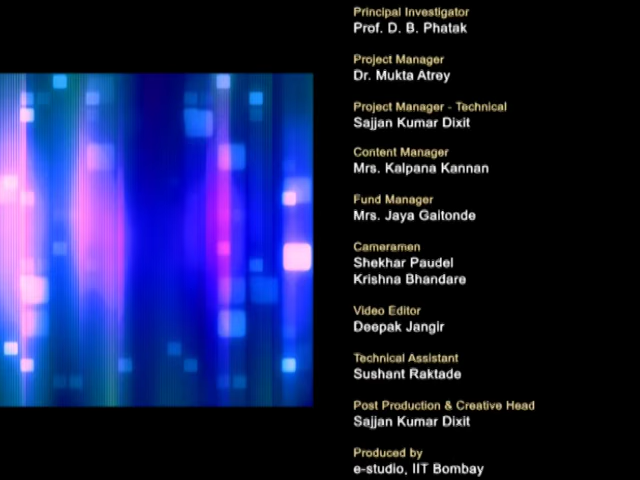 Principal Investigator
Prof. D. B. Phatak
Project Manager
Dr. Mukta Atrey
Project Manager - Technical
Sajjan Kumar Dixit
Content Manager
Mrs. Kalpana Kannan
Fund Manager
Mrs. Jaya Gaitonde
Cameramen
Shekhar Paudel
Krishna Bhandare
Video Editor
Deepak Jangir
Technical Assistant
Sushant Raktade
Post Production & Creative Head
Sajjan Kumar Dixit
Produced by
e-studio, IIT Bombay